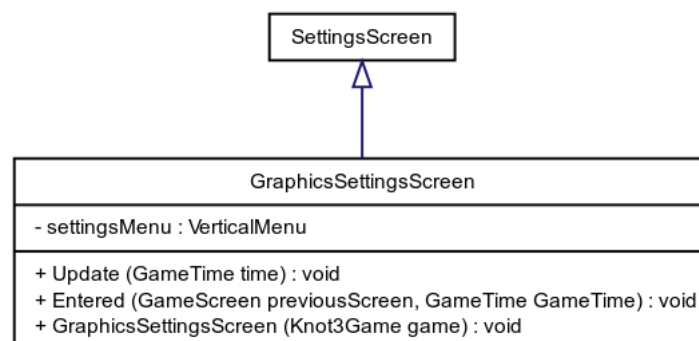 SettingsScreen
GraphicsSettingsScreen
- settingsMenu : VerticalMenu
+ Update (GameTime time) : void
+ Entered (GameScreen previousScreen, GameTime GameTime) : void
+ GraphicsSettingsScreen (Knot3Game game) : void